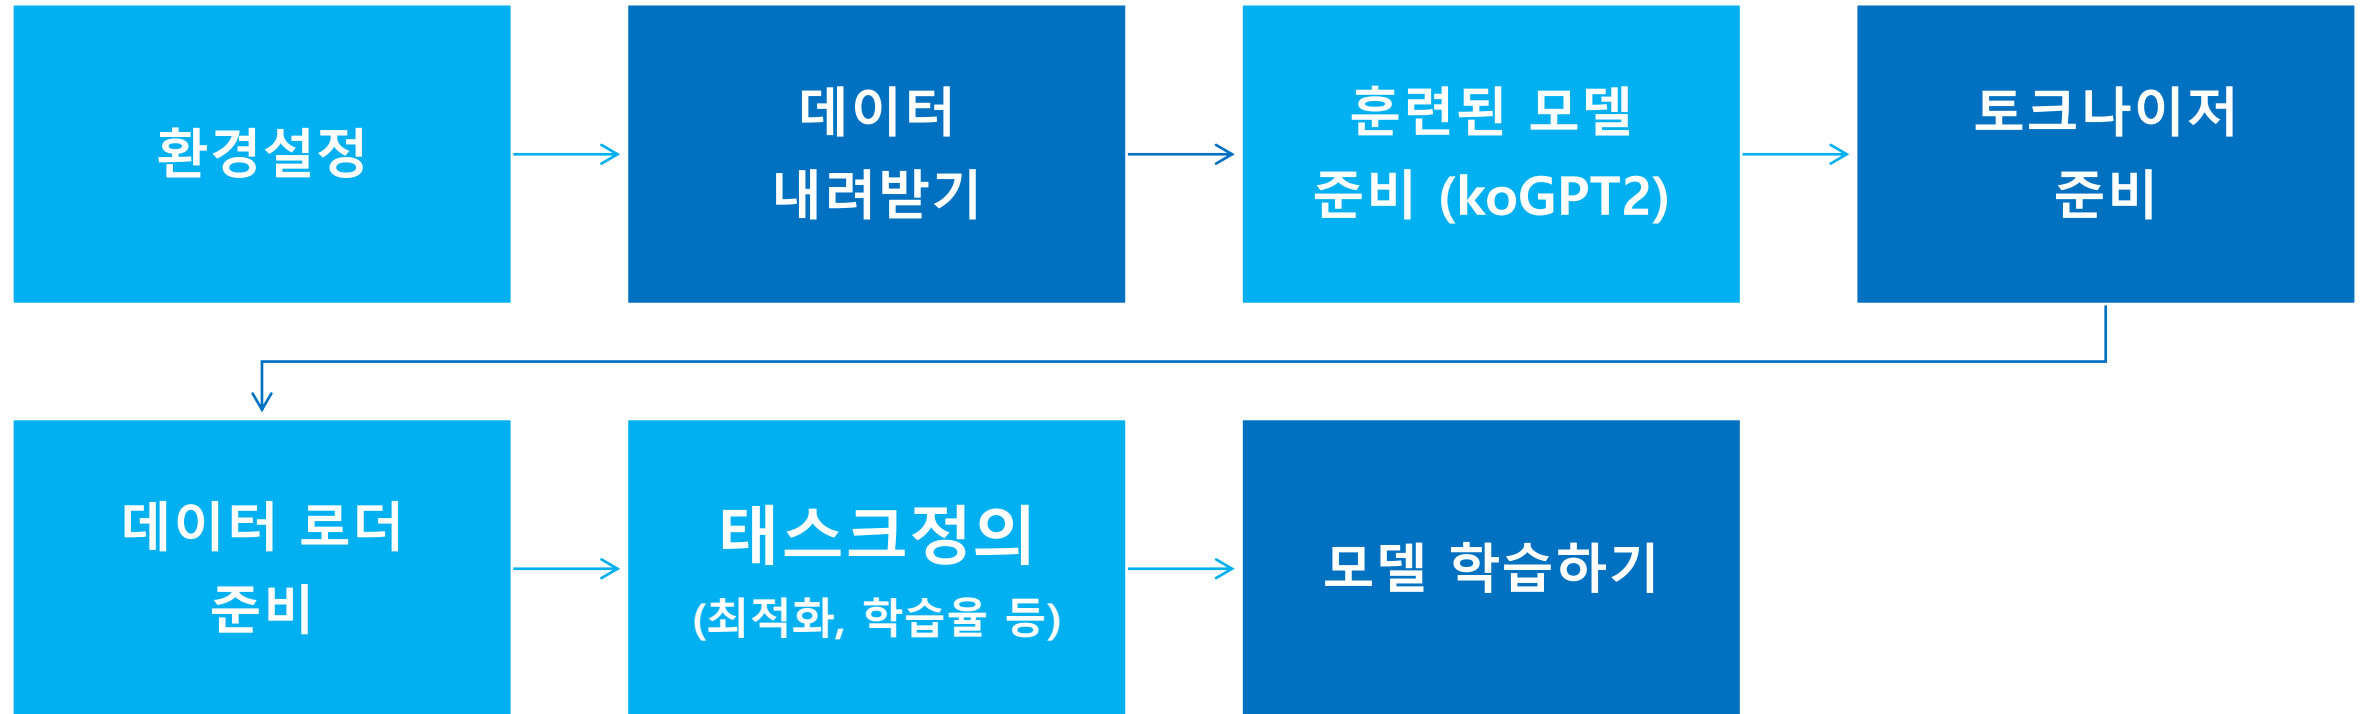 환경설정
데이터
내려받기
훈련된 모델
준비 (koGPT2)
토크나이저
준비
데이터 로더
준비
태스크정의
(최적화, 학습율 등)
모델 학습하기